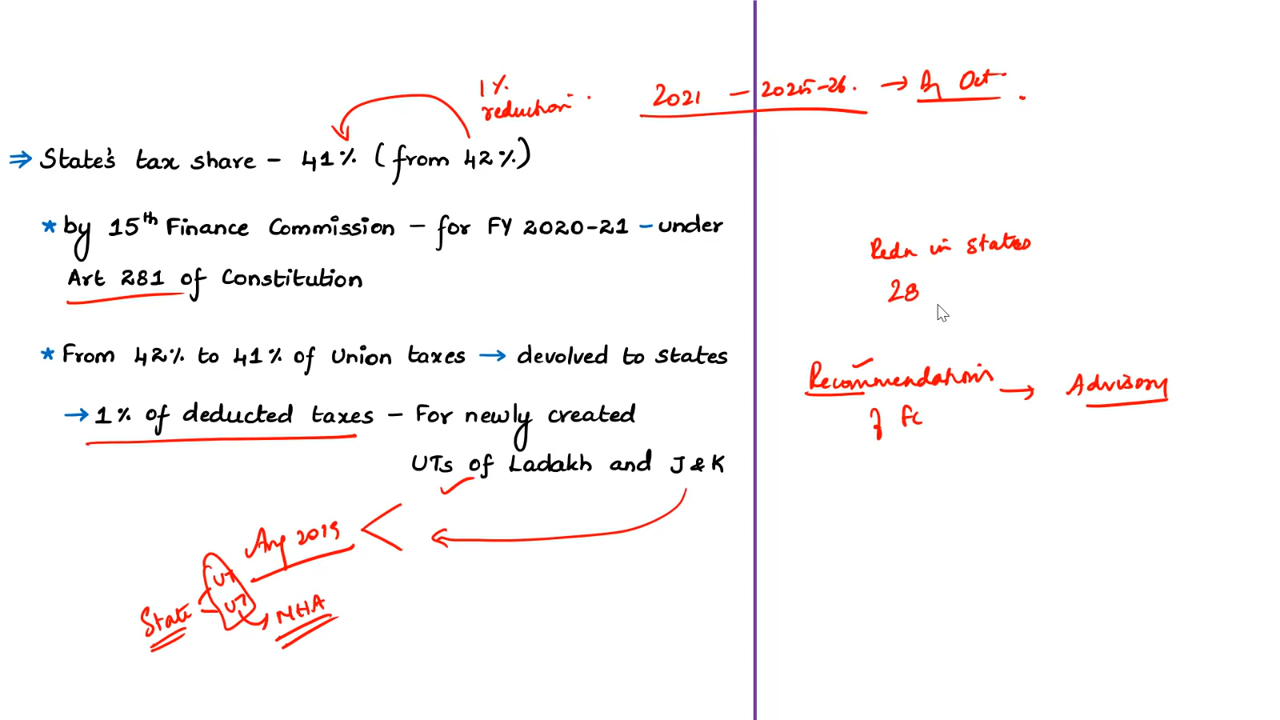 1% reduction
2021 - 2025-26. → By Oct.
⇒ State's tax share - 41% (from 42%)
* by 15th Finance Commission - for FY 2020-21 - under
Art 281 of Constitution
* From 42% to 41% of Union taxes → devolved to states
→ 1% of deducted taxes - For newly created
UTs of Ladakh and J & K
Aug 2019
State
UT
UT
MHA
Redn in states
28
Recommendations → Advisory
of FC